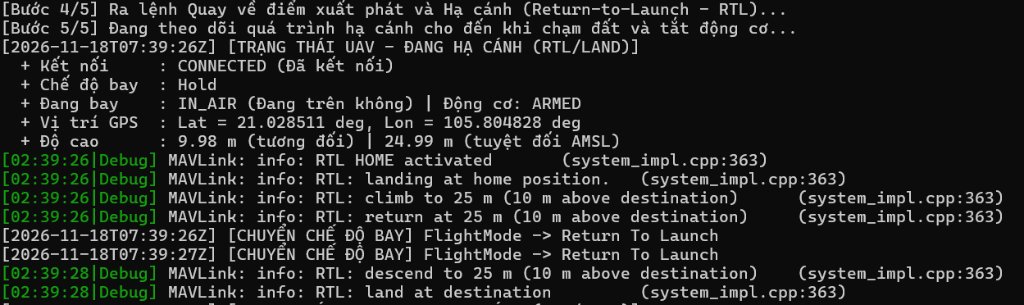 [Bước 4/5] Ra lệnh Quay về điểm xuất phát và Hạ cánh (Return-to-Launch - RTL)...
[Bước 5/5] Đang theo dõi quá trình hạ cánh cho đến khi chạm đất và tắt động cơ...
[2026-11-18T07:39:26Z] [TRẠNG THÁI UAV - ĐANG HẠ CÁNH (RTL/LAND)]
  + Kết nối     : CONNECTED (Đã kết nối)
  + Chế độ bay  : Hold
  + Đang bay    : IN_AIR (Đang trên không) | Động cơ: ARMED
  + Vị trí GPS  : Lat = 21.028511 deg, Lon = 105.804828 deg
  + Độ cao      : 9.98 m (tương đối) | 24.99 m (tuyệt đối AMSL)
[02:39:26|Debug] MAVLink: info: RTL HOME activated       (system_impl.cpp:363)
[02:39:26|Debug] MAVLink: info: RTL: landing at home position.   (system_impl.cpp:363)
[02:39:26|Debug] MAVLink: info: RTL: climb to 25 m (10 m above destination)      (system_impl.cpp:363)
[02:39:26|Debug] MAVLink: info: RTL: return at 25 m (10 m above destination)     (system_impl.cpp:363)
[2026-11-18T07:39:26Z] [CHUYỂN CHẾ ĐỘ BAY] FlightMode -> Return To Launch
[2026-11-18T07:39:27Z] [CHUYỂN CHẾ ĐỘ BAY] FlightMode -> Return To Launch
[02:39:28|Debug] MAVLink: info: RTL: descend to 25 m (10 m above destination)    (system_impl.cpp:363)
[02:39:28|Debug] MAVLink: info: RTL: land at destination         (system_impl.cpp:363)